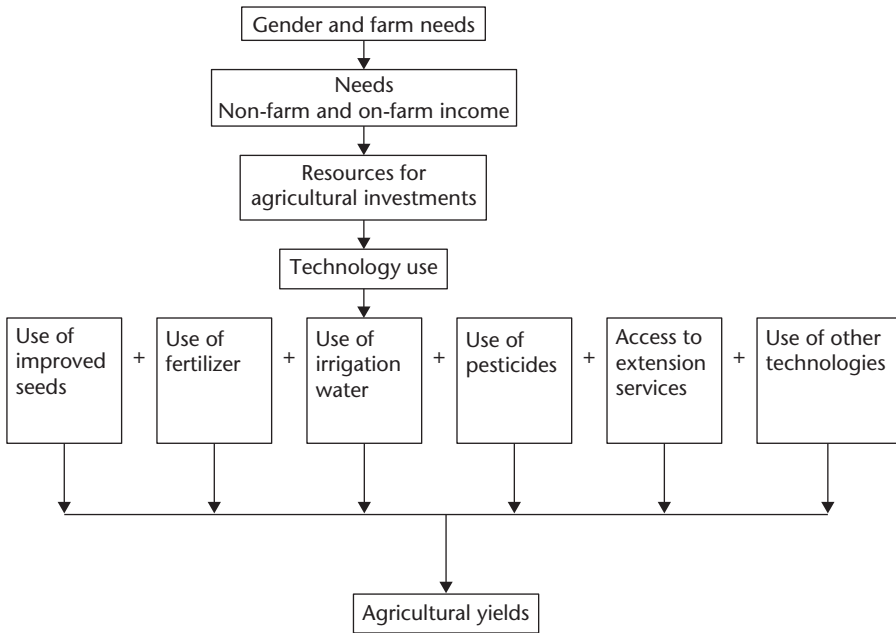 Gender and farm needs
Needs
Non-farm and on-farm income
Resources for
agricultural investments
Technology use
Use of
improved
seeds
+
Use of
fertilizer
+
Use of
irrigation
water
+
Use of
pesticides
+
Access to
extension
services
+
Use of other
technologies
Agricultural yields